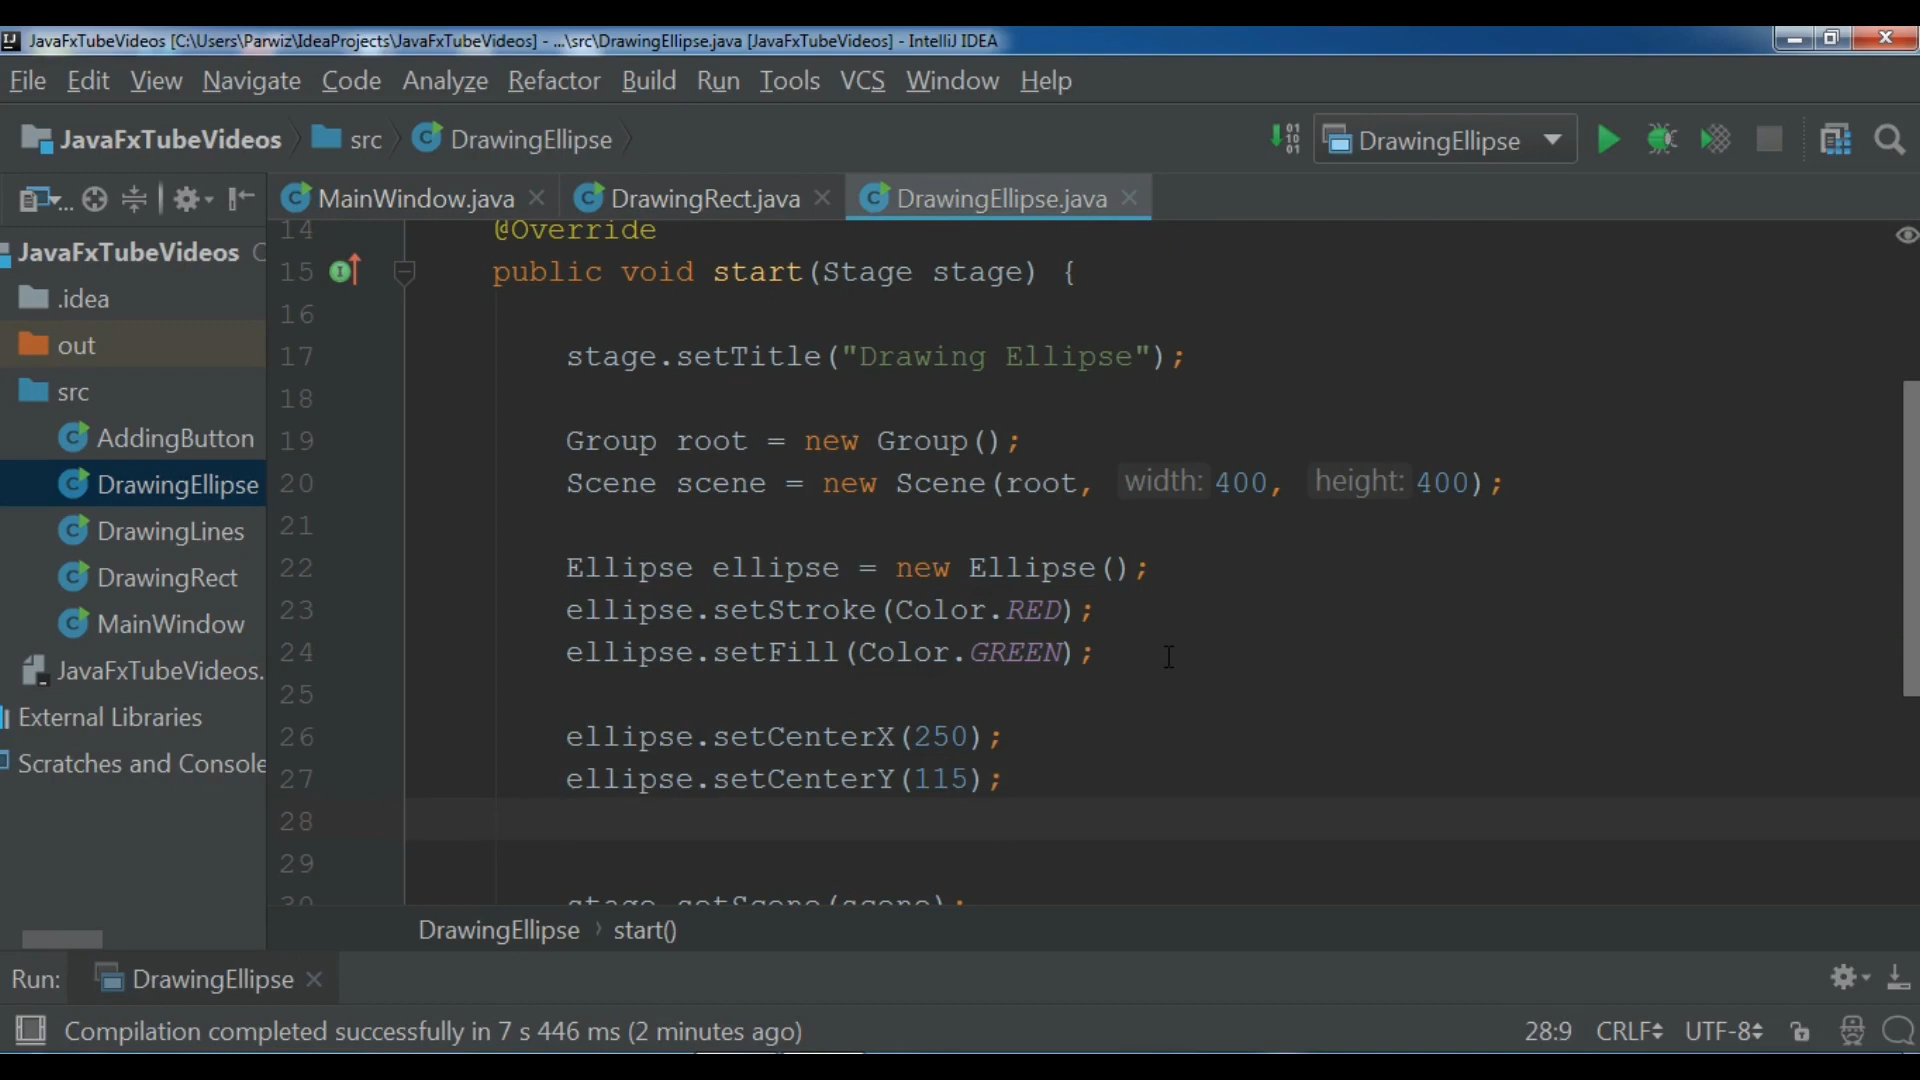 JavaFxTubeVideos [C:\Users\Parwiz\IdeaProjects\JavaFxTubeVideos] - ...\src\DrawingEllipse.java [JavaFxTubeVideos] - IntelliJ IDEA
File Edit View Navigate Code Analyze Refactor Build Run Tools VCS Window Help
JavaFxTubeVideos src DrawingEllipse DrawingEllipse
MainWindow.java DrawingRect.java DrawingEllipse.java
JavaFxTubeVideos
.idea
out
src
AddingButton
DrawingEllipse
DrawingLines
DrawingRect
MainWindow
JavaFxTubeVideos.
External Libraries
Scratches and Console
14 @Override
15 public void start(Stage stage) {
16
17 stage.setTitle("Drawing Ellipse");
18
19 Group root = new Group();
20 Scene scene = new Scene(root, width: 400, height: 400);
21
22 Ellipse ellipse = new Ellipse();
23 ellipse.setStroke(Color.RED);
24 ellipse.setFill(Color.GREEN);
25
26 ellipse.setCenterX(250);
27 ellipse.setCenterY(115);
28
29
30 stage.setScene(scene);
DrawingEllipse start()
Run: DrawingEllipse
Compilation completed successfully in 7 s 446 ms (2 minutes ago) 28:9 CRLF UTF-8